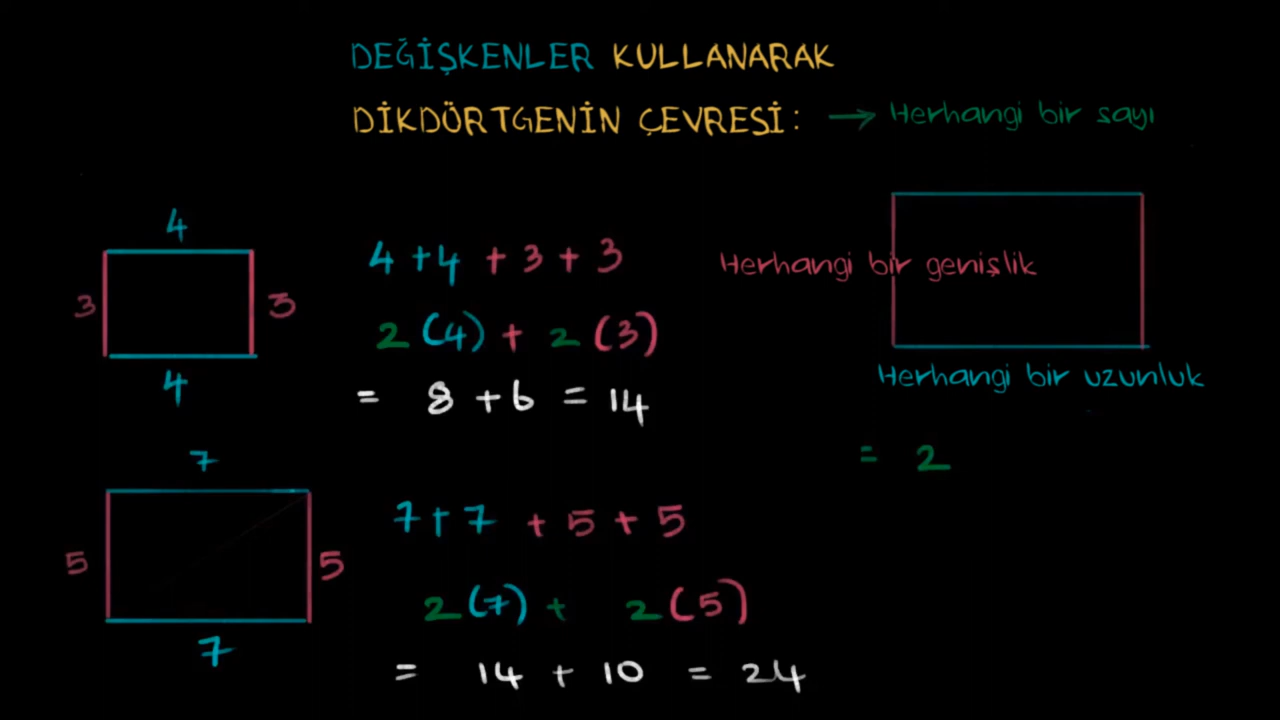 DEĞİŞKENLER KULLANARAK
DİKDÖRTGENİN ÇEVRESİ: → Herhangi bir sayı
4
3
3
4
4 + 4 + 3 + 3
2 (4) + 2 (3)
= 8 + 6 = 14
Herhangi bir genişlik
Herhangi bir uzunluk
= 2
7
5
5
7
7 + 7 + 5 + 5
2 (7) + 2 (5)
= 14 + 10 = 24